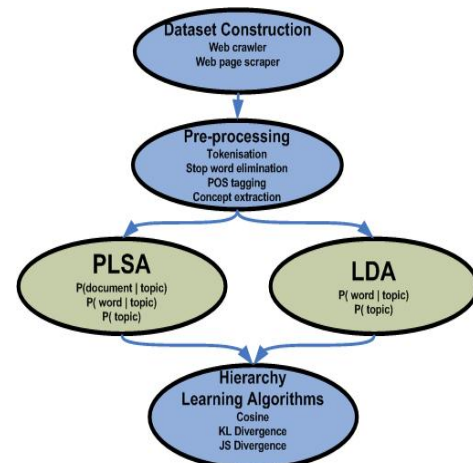 Dataset Construction
Web crawler
Web page scraper
Pre-processing
Tokenisation
Stop word elimination
POS tagging
Concept extraction
PLSA
P(document | topic)
P( word | topic)
P( topic)
LDA
P( word | topic)
P( topic)
Hierarchy
Learning Algorithms
Cosine
KL Divergence
JS Divergence